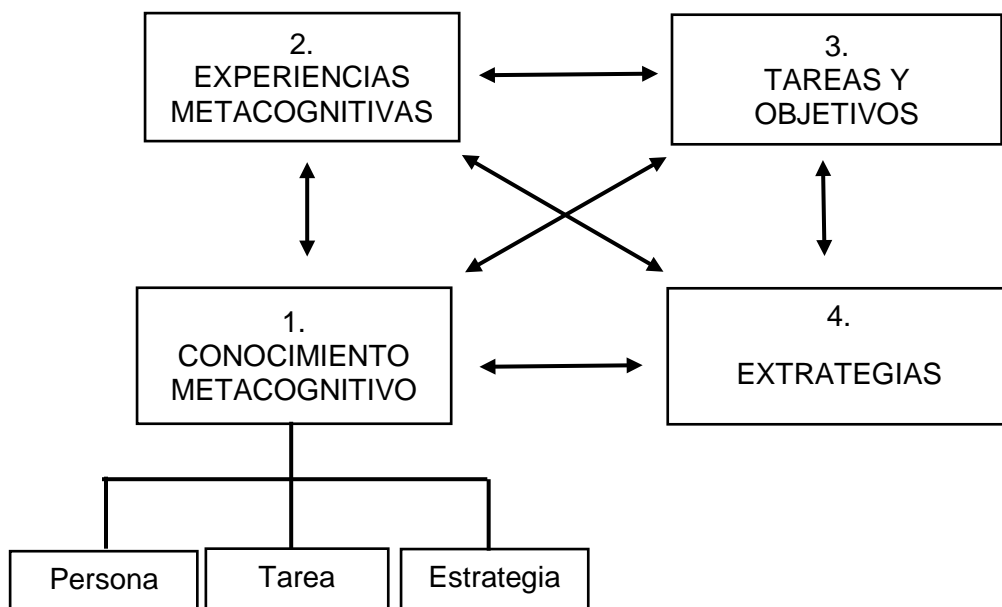 2.
EXPERIENCIAS
METACOGNITIVAS
3.
TAREAS Y
OBJETIVOS
1.
CONOCIMIENTO
METACOGNITIVO
4.
EXTRATEGIAS
Persona
Tarea
Estrategia